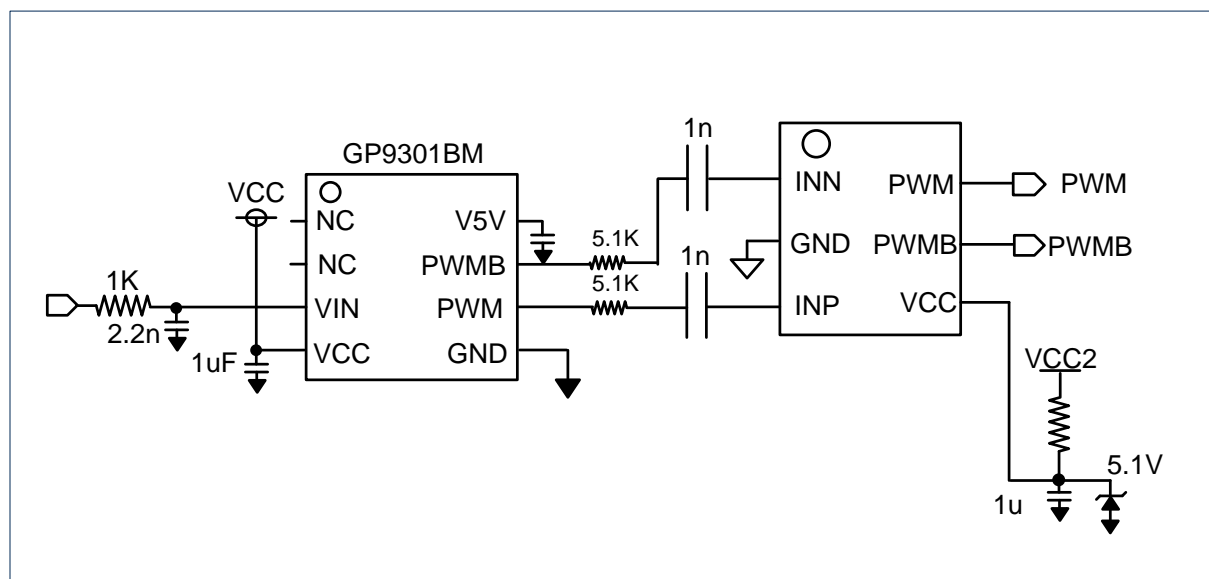 GP9301BM
VCC
NC
NC
VIN
VCC
V5V
PWMB
PWM
GND
1K
2.2n
1uF
5.1K
5.1K
1n
1n
INN
GND
INP
PWM
PWMB
VCC
PWM
PWMB
VCC2
5.1V
1u